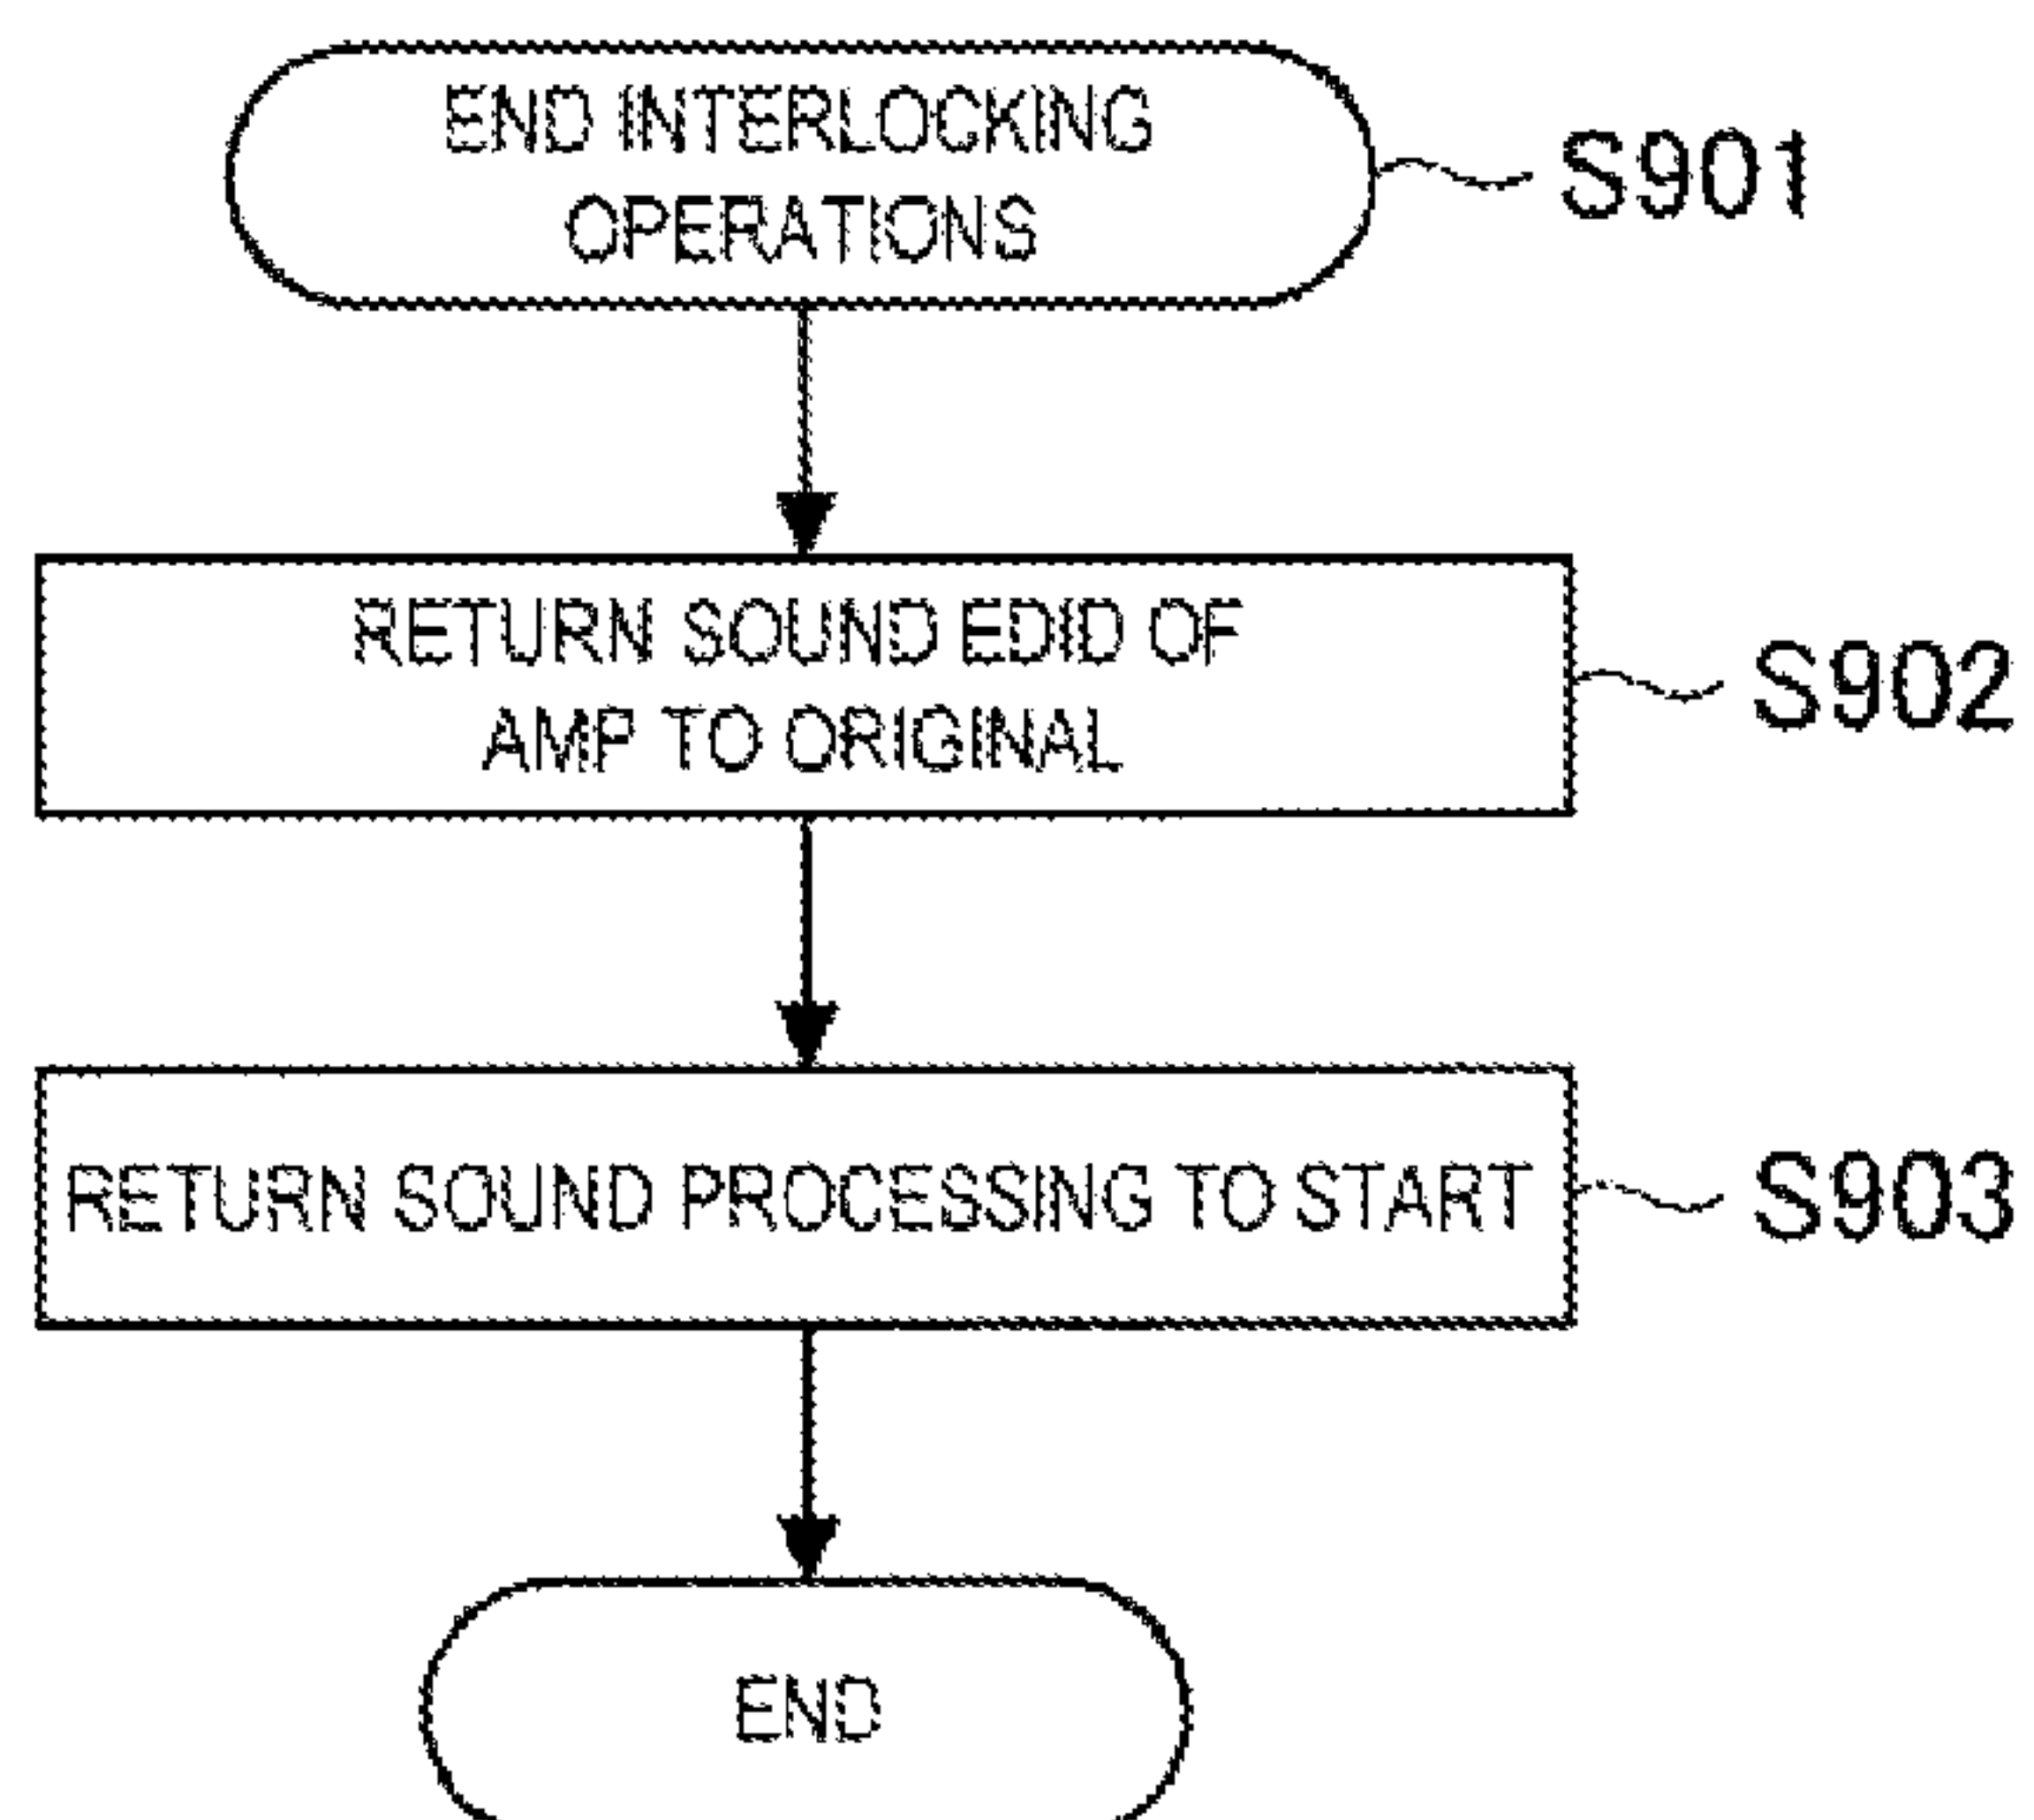 END INTERLOCKING
OPERATIONS
S901
RETURN SOUND EDID OF
AMP TO ORIGINAL
S902
RETURN SOUND PROCESSING TO START
S903
END